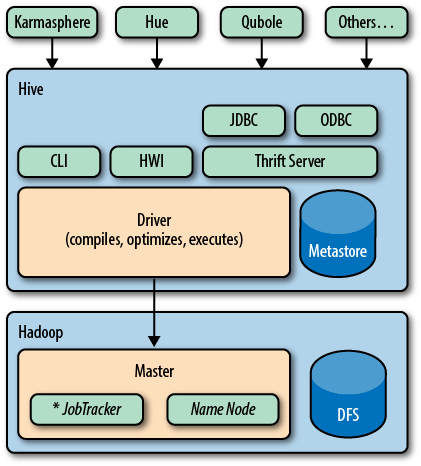 Karmasphere
Hue
Qubole
Others...
Hive
JDBC
ODBC
CLI
HWI
Thrift Server
Driver
(compiles, optimizes, executes)
Metastore
Hadoop
Master
* JobTracker
Name Node
DFS